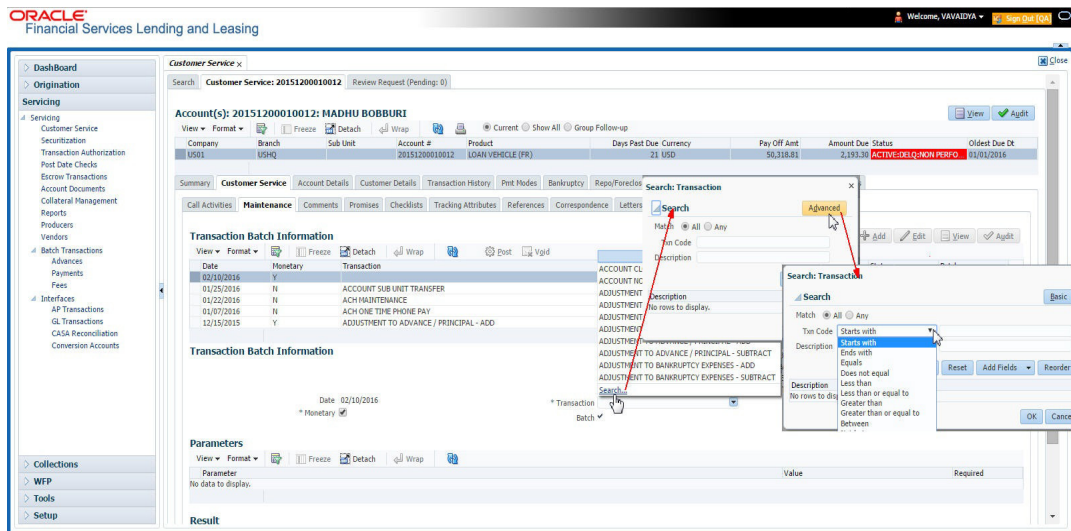 ORACLE
Financial Services Lending and Leasing
Welcome, VAVAIDYA
Sign Out [QA]
Close
DashBoard
Origination
Servicing
Servicing
Customer Service
Securitization
Transaction Authorization
Post Date Checks
Escrow Transactions
Account Documents
Collateral Management
Reports
Producers
Vendors
Batch Transactions
Advances
Payments
Fees
Interfaces
AP Transactions
GL Transactions
CASA Reconciliation
Conversion Accounts
Collections
WFP
Tools
Setup
Customer Service x
Search Customer Service: 20151200010012 Review Request (Pending: 0)
Account(s): 20151200010012: MADHU BOBBURI
View Audit
View Format Freeze Detach Wrap Current Show All Group Follow-up
Company Branch Sub Unit Account # Product Days Past Due Currency Pay Off Amt Amount Due Status Oldest Due Dt
US01 USHQ 20151200010012 LOAN VEHICLE (FR) 21 USD 50,318.81 2,193.30 ACTIVE:DELQ:NON PERFO... 01/01/2016
Summary Customer Service Account Details Customer Details Transaction History Pmt Modes Bankruptcy Repo/Foreclos
Call Activities Maintenance Comments Promises Checklists Tracking Attributes References Correspondence Letters
Transaction Batch Information
Add Edit View Audit
View Format Freeze Detach Wrap Post Void
Date Monetary Transaction
02/10/2016 Y
01/25/2016 N ACCOUNT SUB UNIT TRANSFER
01/22/2016 N ACH MAINTENANCE
01/07/2016 N ACH ONE TIME PHONE PAY
12/15/2015 Y ADJUSTMENT TO ADVANCE / PRINCIPAL - ADD
Transaction Batch Information
Date 02/10/2016
* Monetary
* Transaction
Batch
ACCOUNT CL
ACCOUNT NC
ADJUSTMENT
ADJUSTMENT
ADJUSTMENT
ADJUSTMENT
ADJUSTMENT TO ADVANCE / PRINCIPAL - ADD
ADJUSTMENT TO ADVANCE / PRINCIPAL - SUBTRACT
ADJUSTMENT TO BANKRUPTCY EXPENSES - ADD
ADJUSTMENT TO BANKRUPTCY EXPENSES - SUBTRACT
Search...
Search: Transaction x
Search Advanced
Match All Any
Txn Code
Description
Description
No rows to display.
Search: Transaction
Search Basic
Match All Any
Txn Code Starts with
Description
Starts with
Ends with
Equals
Does not equal
Less than
Less than or equal to
Greater than
Greater than or equal to
Between
Reset Add Fields Reorder
Description
No rows to disp
OK Cance
Parameters
View Format Freeze Detach Wrap
Parameter Value Required
No data to display.
Result